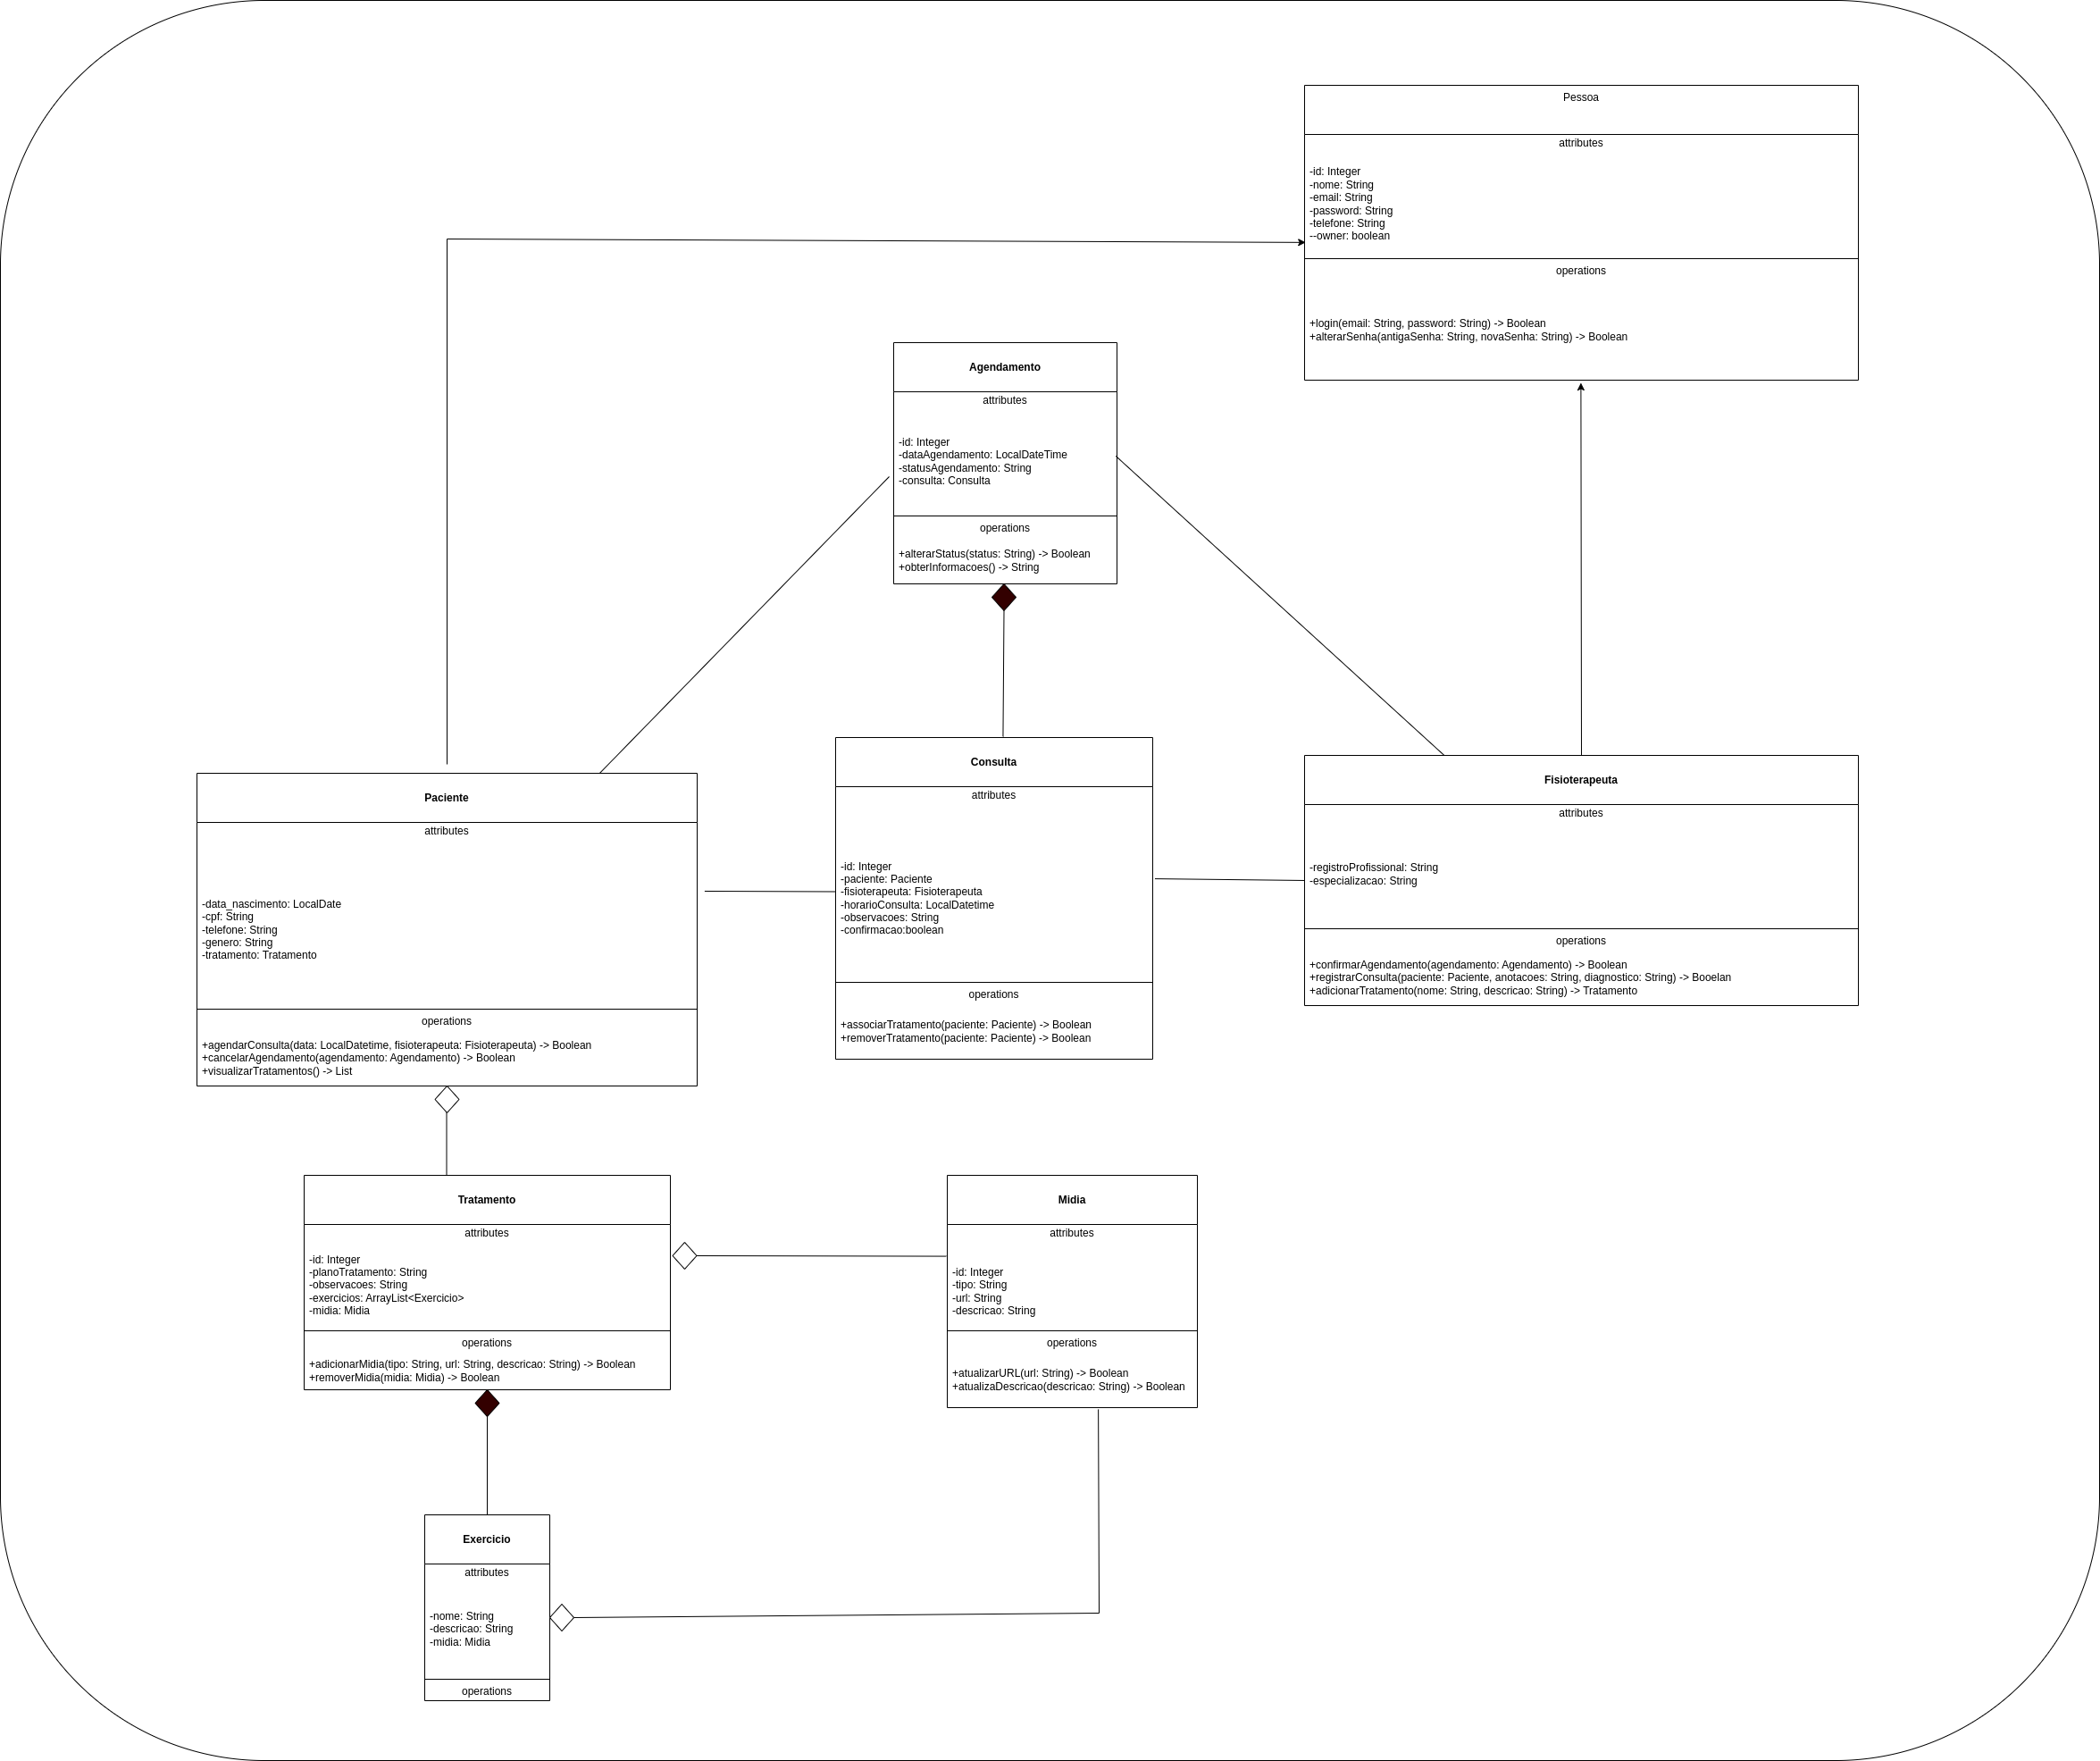 Pessoa
attributes
-id: Integer
-nome: String
-email: String
-password: String
-telefone: String
--owner: boolean
operations
+login(email: String, password: String) -> Boolean
+alterarSenha(antigaSenha: String, novaSenha: String) -> Boolean
Agendamento
attributes
-id: Integer
-dataAgendamento: LocalDateTime
-statusAgendamento: String
-consulta: Consulta
operations
+alterarStatus(status: String) -> Boolean
+obterInformacoes() -> String
Paciente
attributes
-data_nascimento: LocalDate
-cpf: String
-telefone: String
-genero: String
-tratamento: Tratamento
operations
+agendarConsulta(data: LocalDatetime, fisioterapeuta: Fisioterapeuta) -> Boolean
+cancelarAgendamento(agendamento: Agendamento) -> Boolean
+visualizarTratamentos() -> List
Consulta
attributes
-id: Integer
-paciente: Paciente
-fisioterapeuta: Fisioterapeuta
-horarioConsulta: LocalDatetime
-observacoes: String
-confirmacao:boolean
operations
+associarTratamento(paciente: Paciente) -> Boolean
+removerTratamento(paciente: Paciente) -> Boolean
Fisioterapeuta
attributes
-registroProfissional: String
-especializacao: String
operations
+confirmarAgendamento(agendamento: Agendamento) -> Boolean
+registrarConsulta(paciente: Paciente, anotacoes: String, diagnostico: String) -> Booelan
+adicionarTratamento(nome: String, descricao: String) -> Tratamento
Tratamento
attributes
-id: Integer
-planoTratamento: String
-observacoes: String
-exercicios: ArrayList<Exercicio>
-midia: Midia
operations
+adicionarMidia(tipo: String, url: String, descricao: String) -> Boolean
+removerMidia(midia: Midia) -> Boolean
Midia
attributes
-id: Integer
-tipo: String
-url: String
-descricao: String
operations
+atualizarURL(url: String) -> Boolean
+atualizaDescricao(descricao: String) -> Boolean
Exercicio
attributes
-nome: String
-descricao: String
-midia: Midia
operations